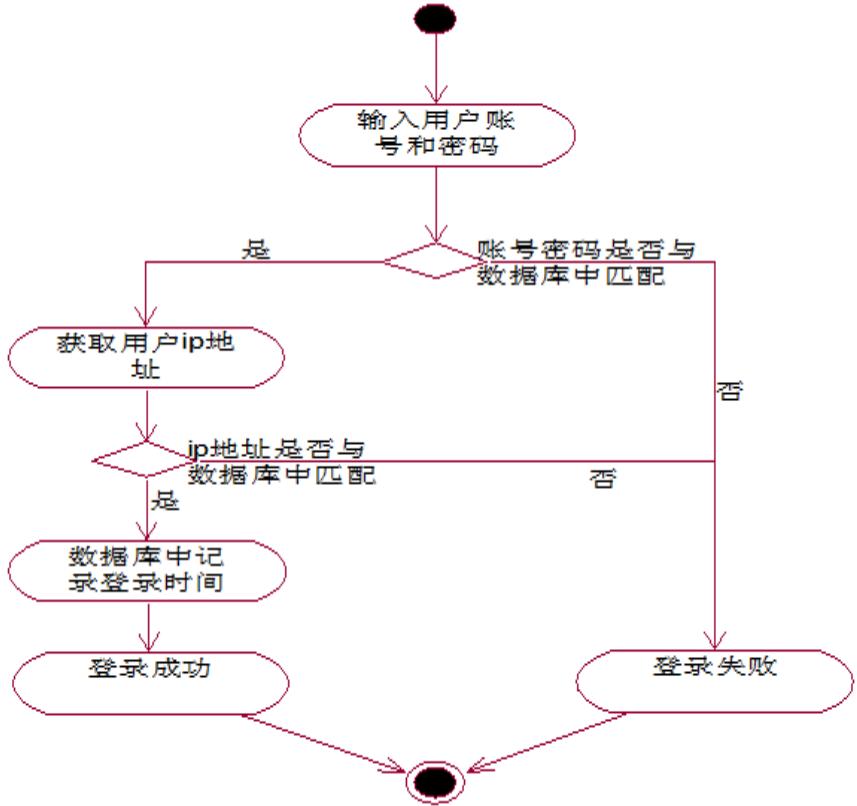 输入用户账
号和密码
是
账号密码是否与
数据库中匹配
获取用户ip地
址
否
ip地址是否与
数据库中匹配
否
是
数据库中记
录登录时间
登录成功
登录失败